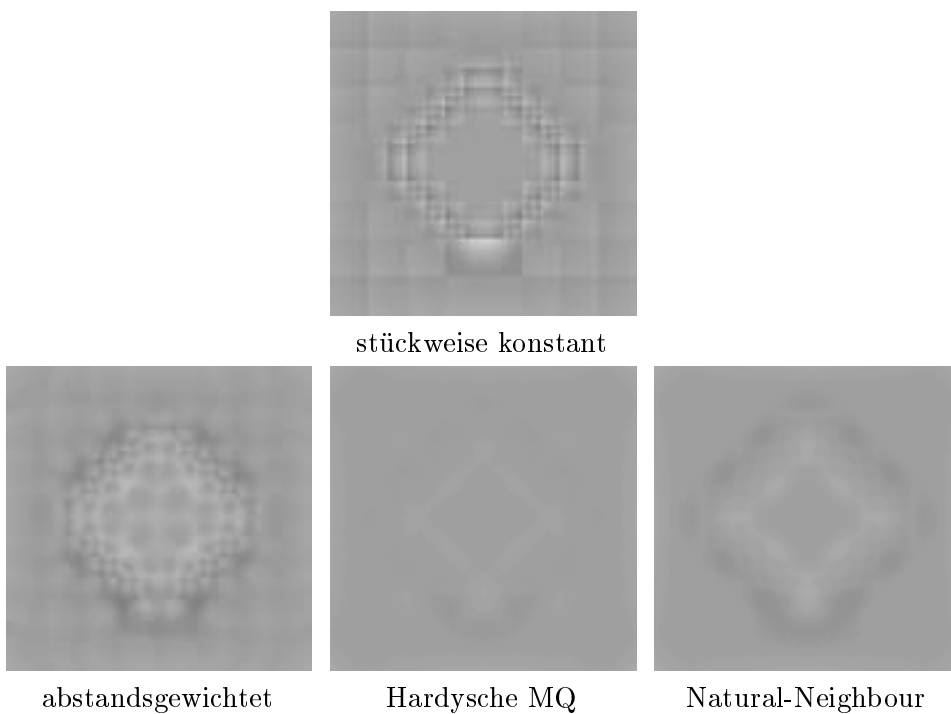 stückweise konstant
abstandsgewichtet
Hardysche MQ
Natural-Neighbour